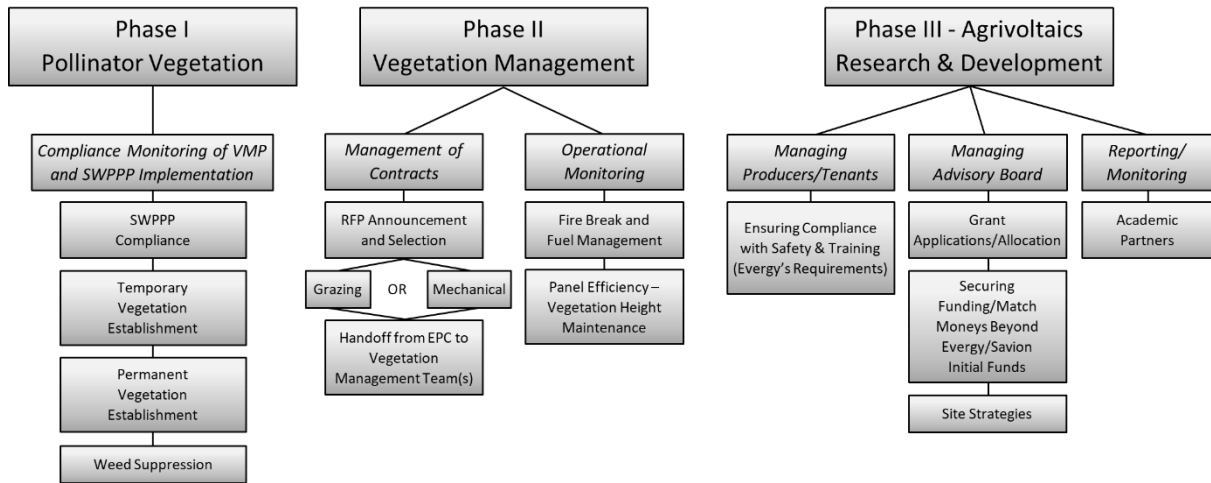 Phase I
Pollinator Vegetation
Compliance Monitoring of VMP
and SWPPP Implementation
SWPPP
Compliance
Temporary
Vegetation
Establishment
Permanent
Vegetation
Establishment
Weed Suppression
Phase II
Vegetation Management
Management of
Contracts
RFP Announcement
and Selection
Grazing
OR
Mechanical
Handoff from EPC to
Vegetation
Management Team(s)
Operational
Monitoring
Fire Break and
Fuel Management
Panel Efficiency –
Vegetation Height
Maintenance
Phase III - Agrivoltaics
Research & Development
Managing
Producers/Tenants
Ensuring Compliance
with Safety & Training
(Evergy's Requirements)
Managing
Advisory Board
Grant
Applications/Allocation
Securing
Funding/Match
Moneys Beyond
Evergy/Savion
Initial Funds
Site Strategies
Reporting/
Monitoring
Academic
Partners